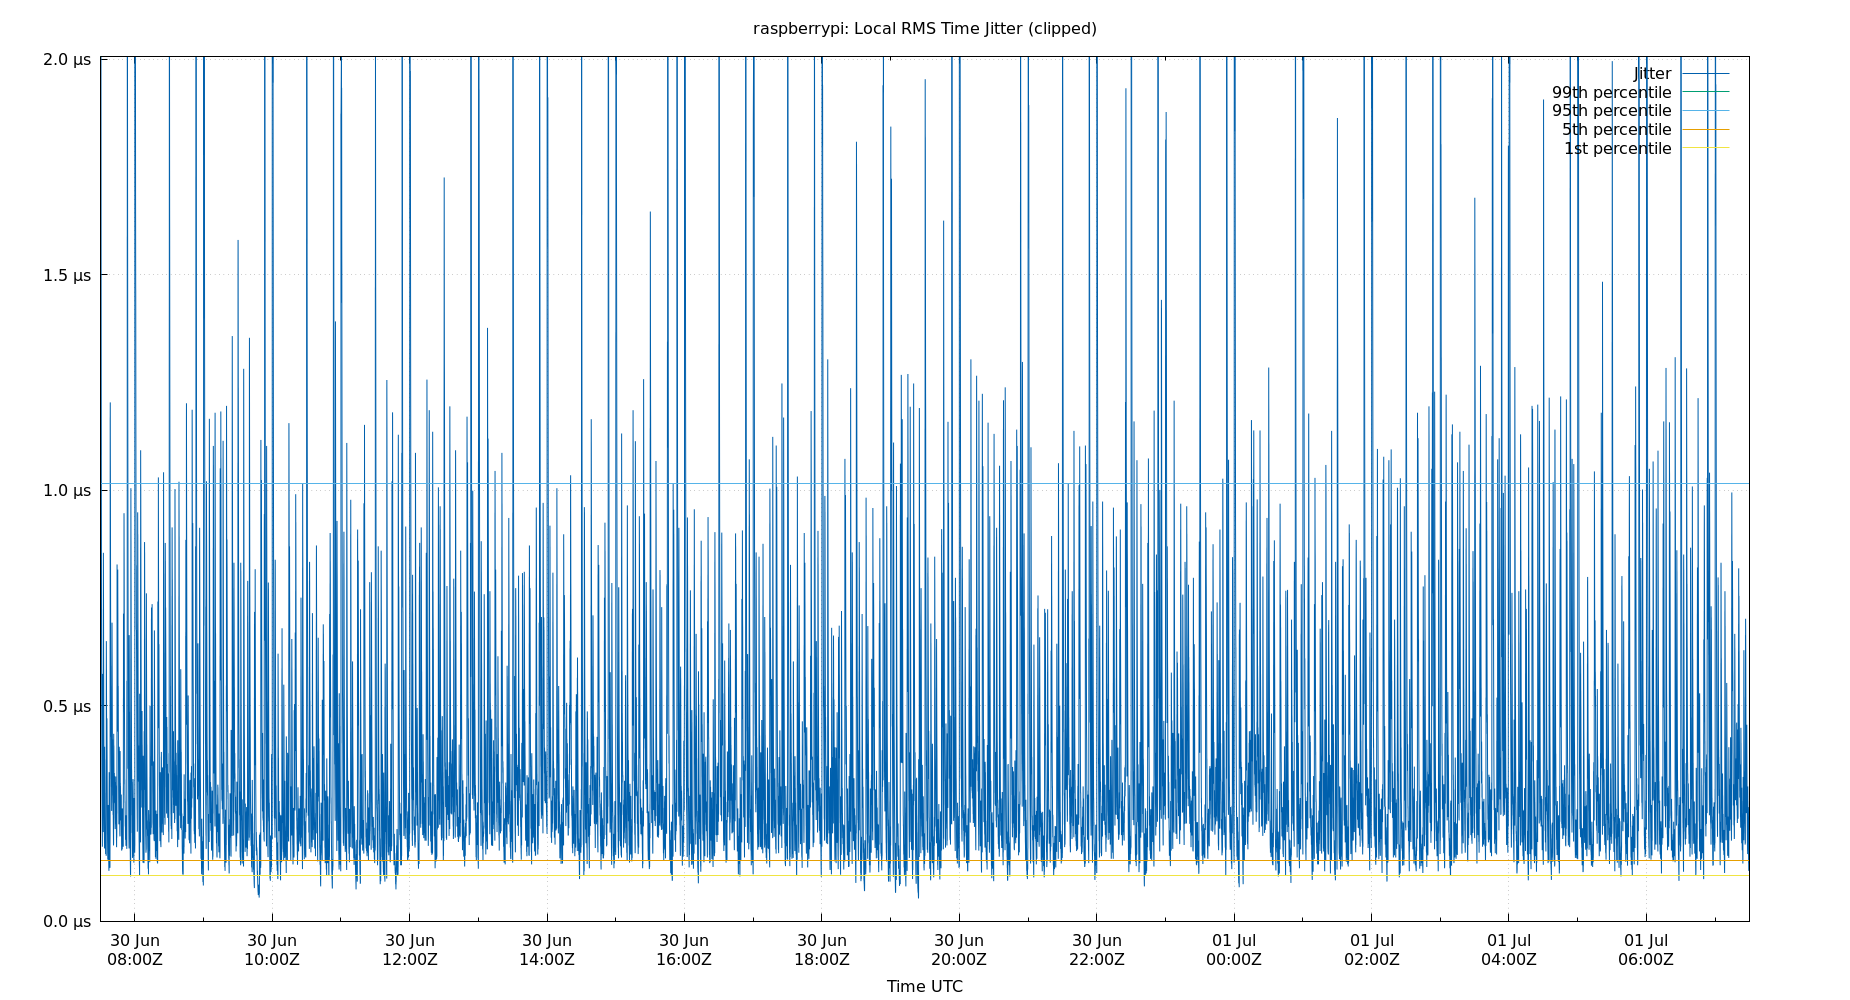 raspberrypi: Local RMS Time Jitter (clipped)
2.0 µs
1.5 µs
1.0 µs
0.5 µs
0.0 µs
Jitter
99th percentile
95th percentile
5th percentile
1st percentile
30 Jun 08:00Z
30 Jun 10:00Z
30 Jun 12:00Z
30 Jun 14:00Z
30 Jun 16:00Z
30 Jun 18:00Z
30 Jun 20:00Z
30 Jun 22:00Z
01 Jul 00:00Z
01 Jul 02:00Z
01 Jul 04:00Z
01 Jul 06:00Z
Time UTC